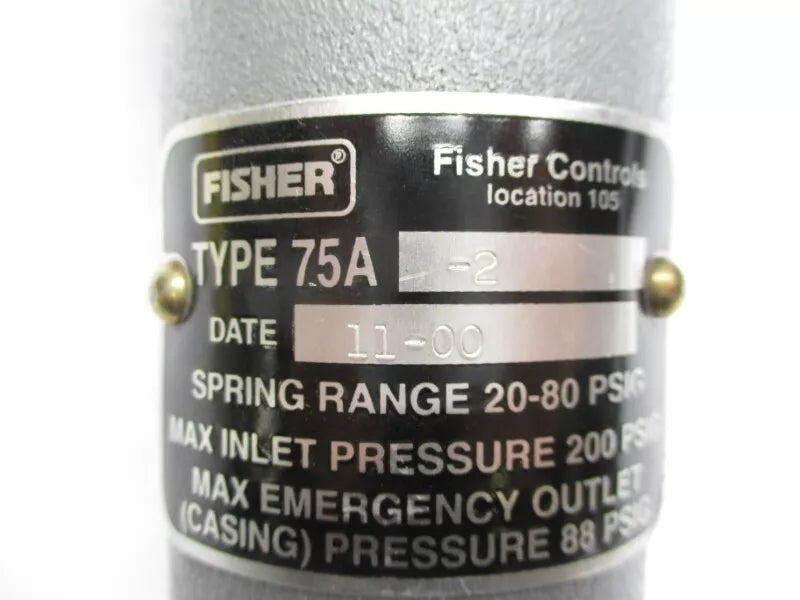 FISHER®
Fisher Controls
location 105
TYPE 75A -2
DATE 11-00
SPRING RANGE 20-80 PSIG
MAX INLET PRESSURE 200 PSIG
MAX EMERGENCY OUTLET
(CASING) PRESSURE 88 PSIG